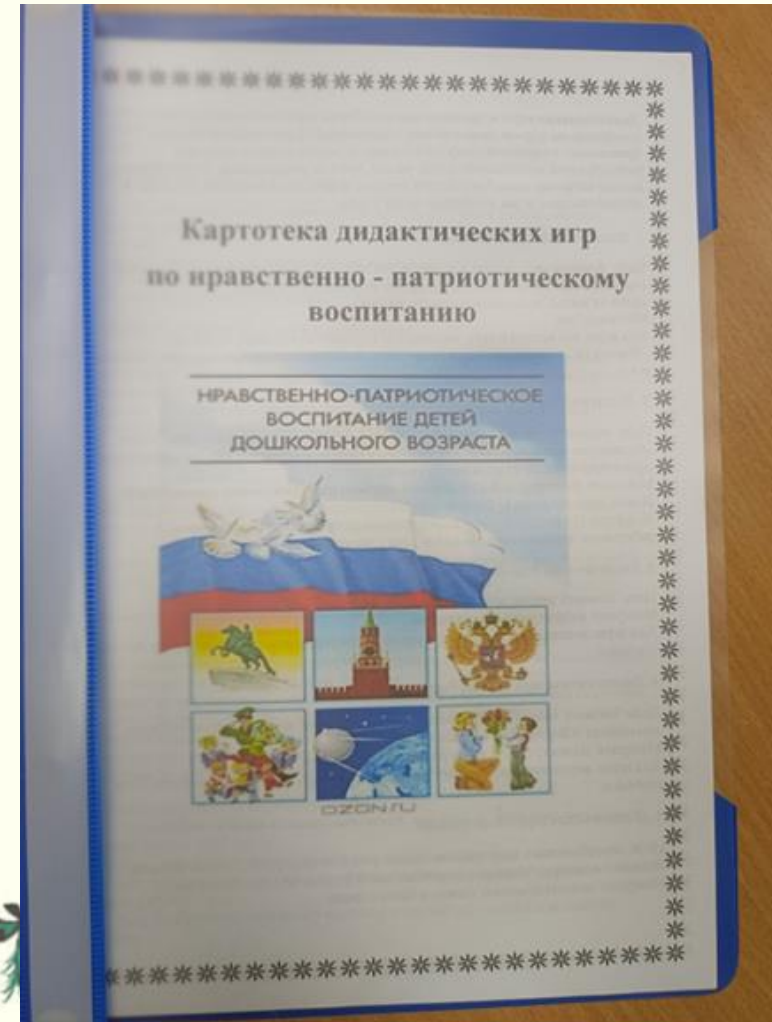 Картотека дидактических игр
по нравственно - патриотическому
воспитанию
НРАВСТВЕННО-ПАТРИОТИЧЕСКОЕ
ВОСПИТАНИЕ ДЕТЕЙ
ДОШКОЛЬНОГО ВОЗРАСТА
OZON.ru